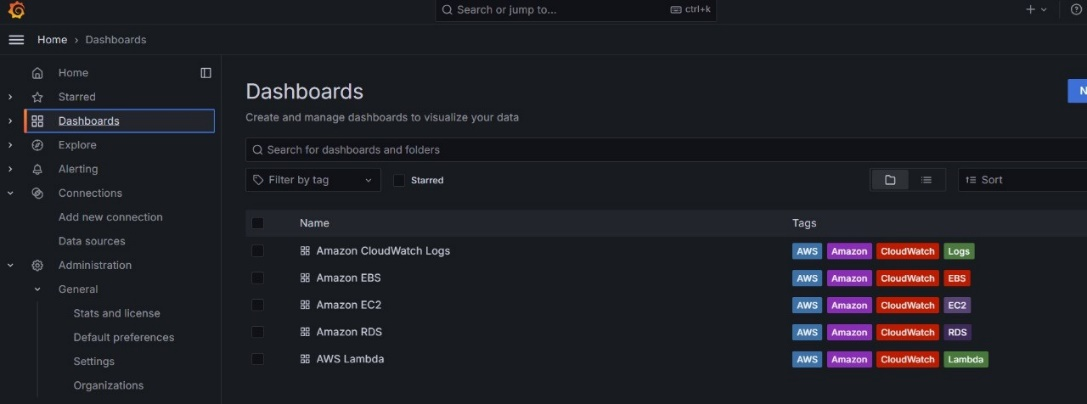 Search or jump to... ctrl+k
Home › Dashboards
Home
Starred
Dashboards
Explore
Alerting
Connections
Add new connection
Data sources
Administration
General
Stats and license
Default preferences
Settings
Organizations
Dashboards
Create and manage dashboards to visualize your data
Search for dashboards and folders
Filter by tag Starred Sort
Name Tags
Amazon CloudWatch Logs AWS Amazon CloudWatch Logs
Amazon EBS AWS Amazon CloudWatch EBS
Amazon EC2 AWS Amazon CloudWatch EC2
Amazon RDS AWS Amazon CloudWatch RDS
AWS Lambda AWS Amazon CloudWatch Lambda